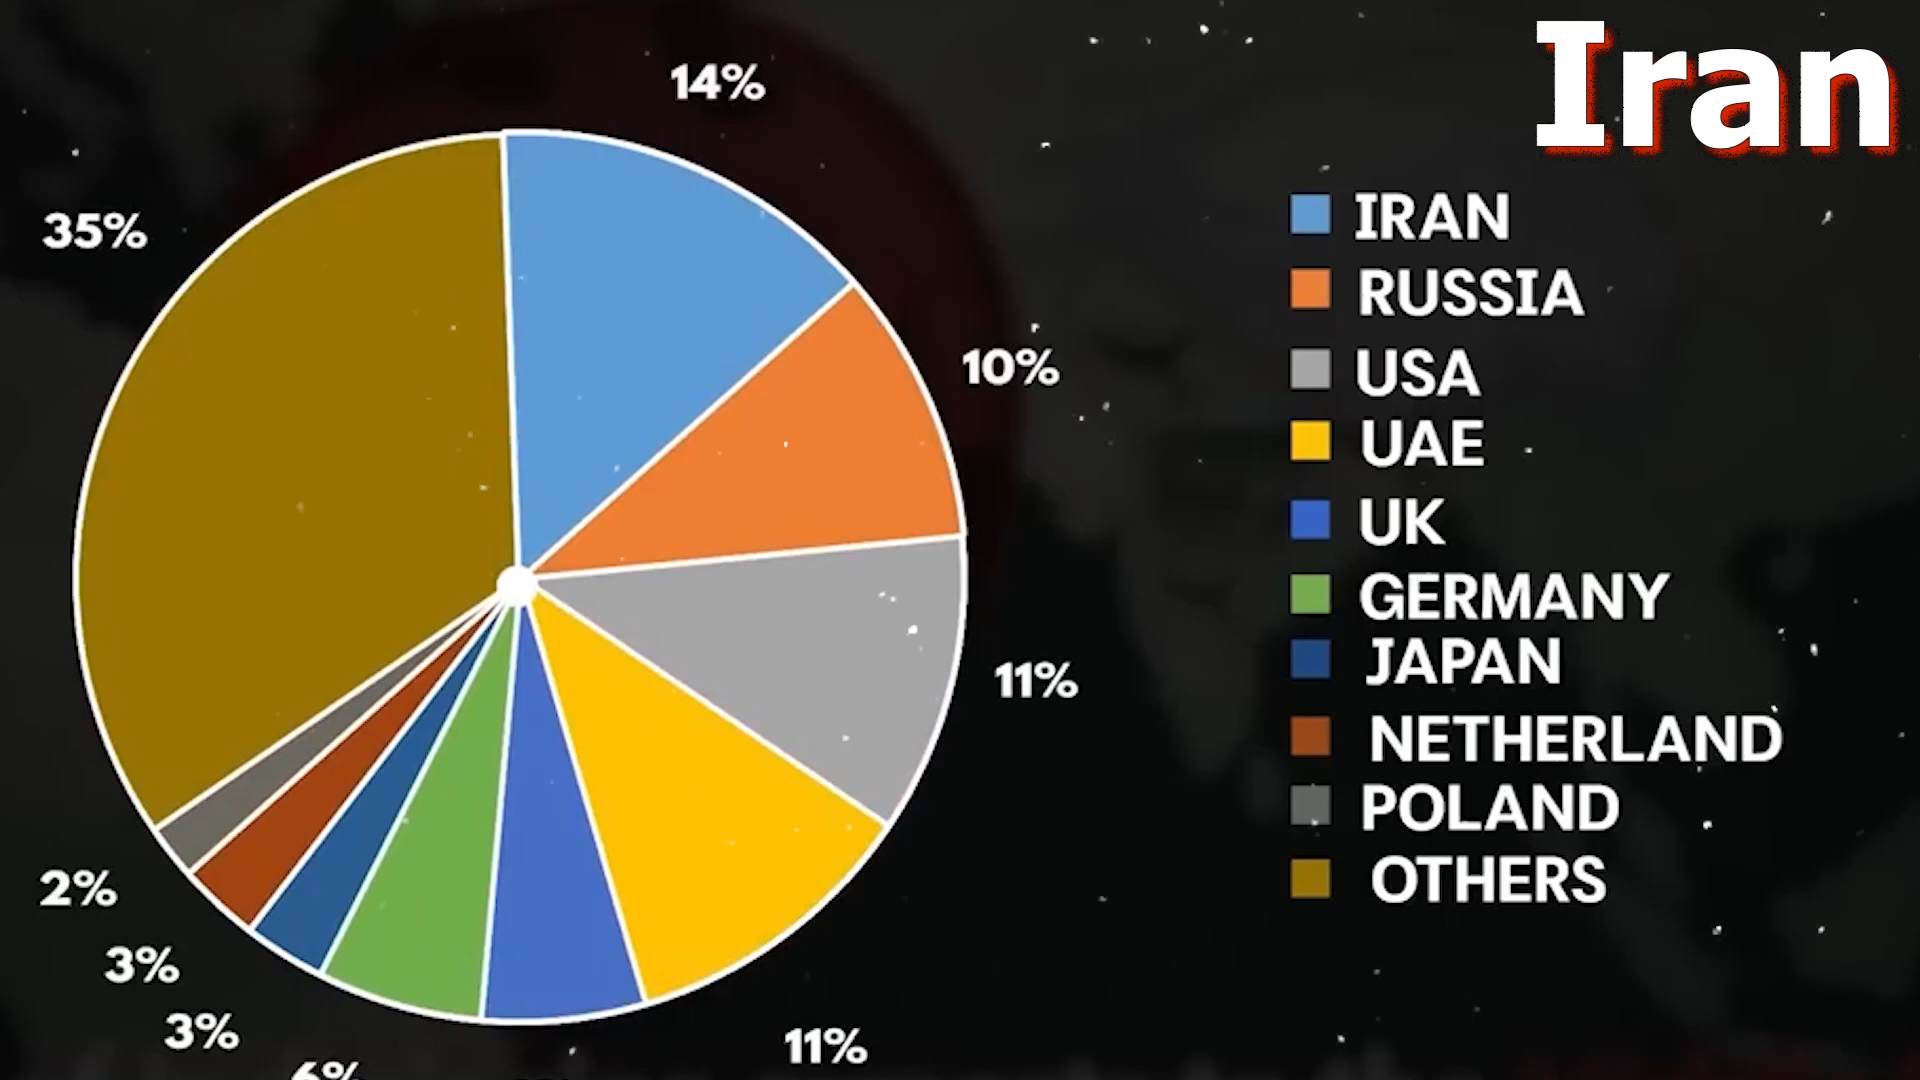 Iran
14%
35%
10%
11%
11%
6%
3%
3%
2%
IRAN
RUSSIA
USA
UAE
UK
GERMANY
JAPAN
NETHERLAND
POLAND
OTHERS